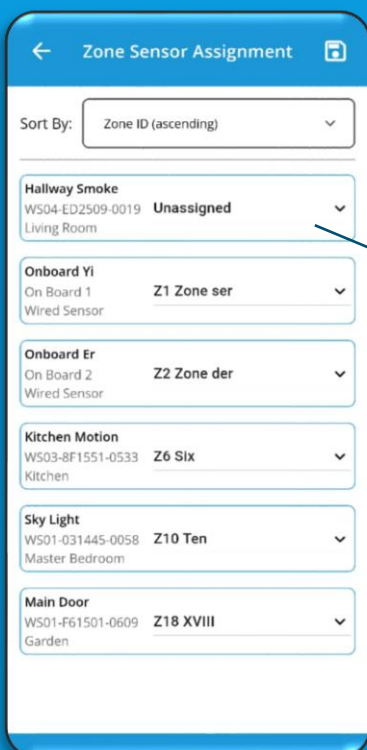 Zone Sensor Assignment
Sort By: Zone ID (ascending)
Hallway Smoke
WS04-ED2509-0019 Unassigned
Living Room
Onboard Yi
On Board 1 Z1 Zone ser
Wired Sensor
Onboard Er
On Board 2 Z2 Zone der
Wired Sensor
Kitchen Motion
WS03-8F1551-0533 Z6 Six
Kitchen
Sky Light
WS01-031445-0058 Z10 Ten
Master Bedroom
Main Door
WS01-F61501-0609 Z18 XVIII
Garden